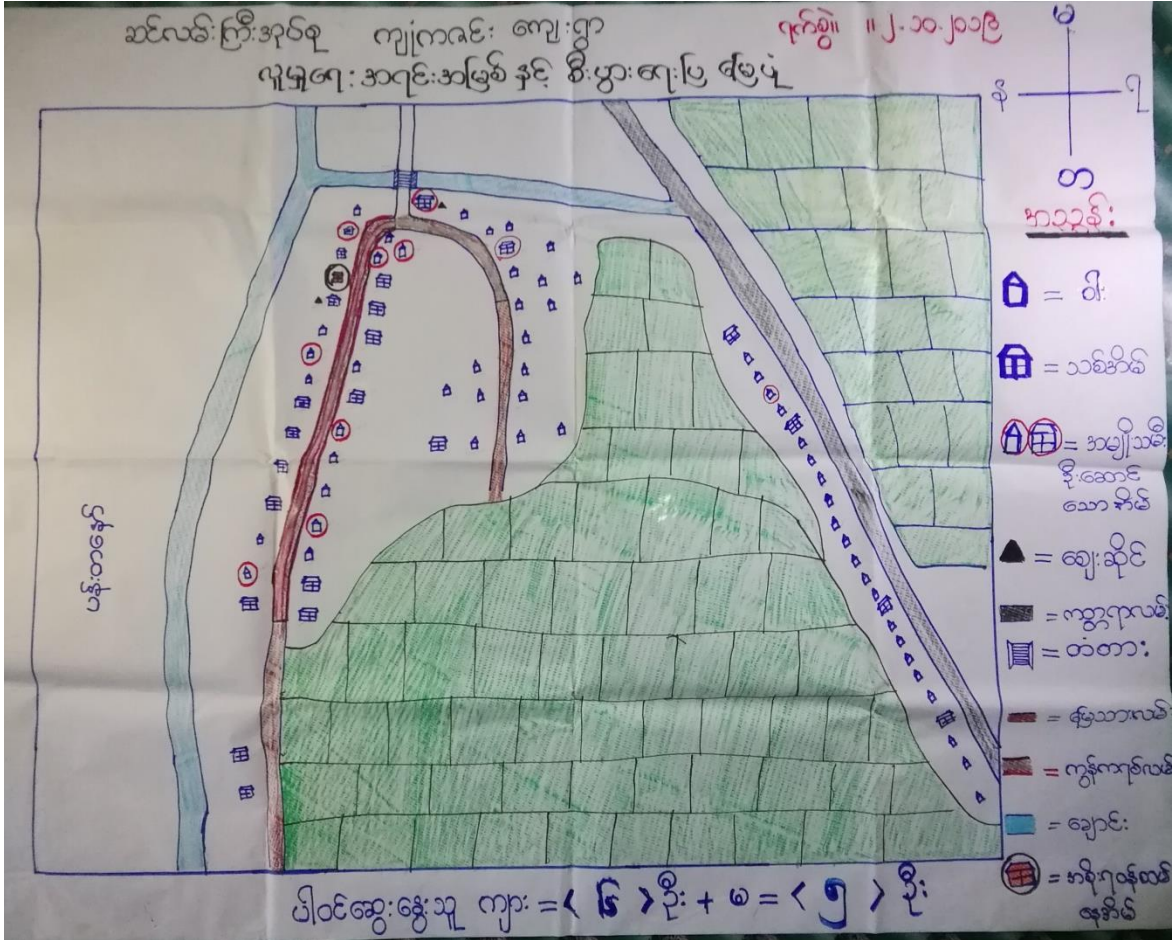 ဆင်လမ်းကြီးအုပ်စု ကျုံကဇင်း ကျေးရွာ
ရက်စွဲ။ ။၂.၁၀.၂၀၁၉
လူမှုရေး အရင်းအမြစ် နှင့် စီးပွားရေးပြ မြေပုံ
မ
န
ရ
တ
အညွှန်း
= ဝါး
= သစ်အိမ်
= အမျိုးသမီး
ဦးဆောင်
သော အိမ်
= ဈေးဆိုင်
= ကတ္တရာလမ်း
= တံတား
= မြေသားလမ်း
= ကွန်ကရစ်လမ်း
= ချောင်း
= အစိုးရဝန်ထမ်း
နေအိမ်
ပန်းတနော်
ပါဝင်ဆွေးနွေးသူ ကျား = < ၆ > ဦး + မ = < ၅ > ဦး